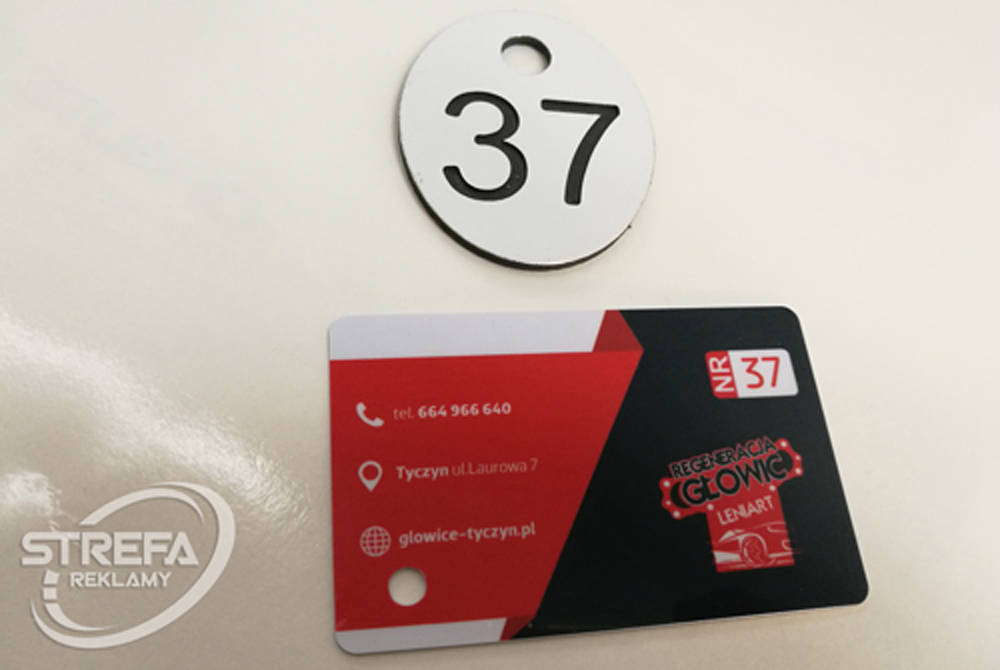 37
NR 37
tel. 664 966 640
Tyczyn ul.Laurowa 7
glowice-tyczyn.pl
REGENERACJA
GŁOWIC
LENIART
STREFA
REKLAMY